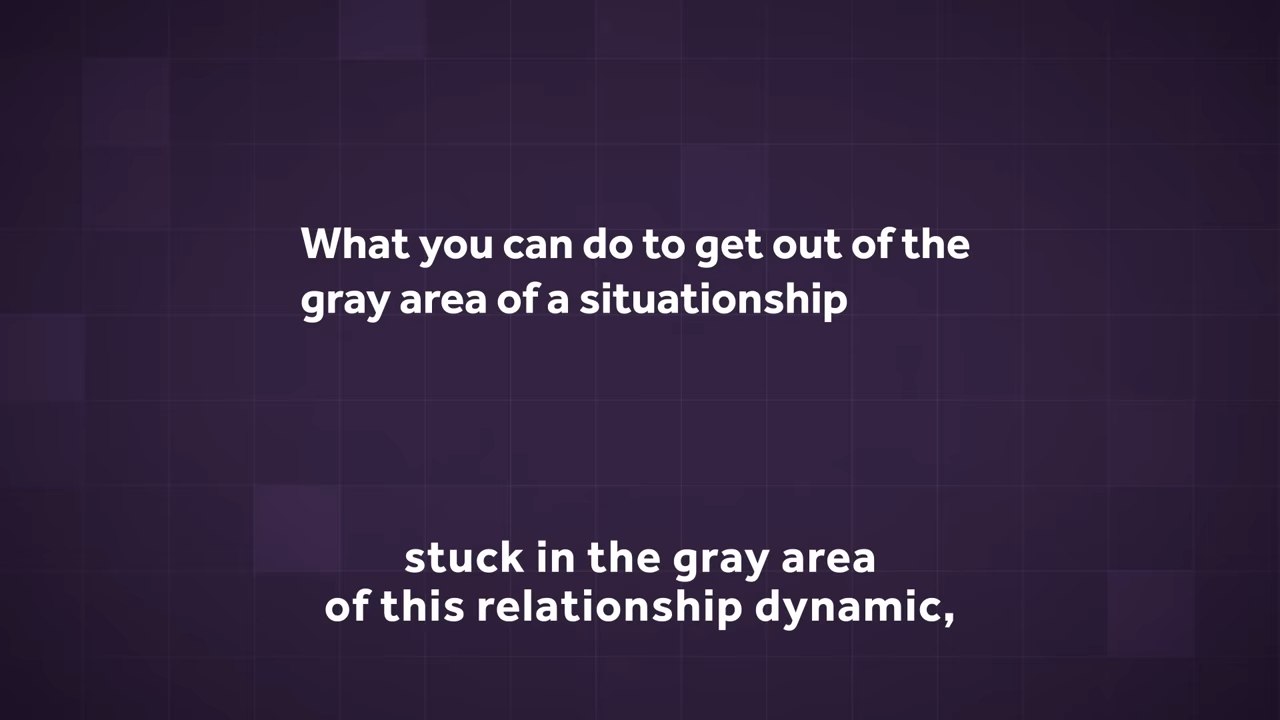 What you can do to get out of the
gray area of a situationship
stuck in the gray area
of this relationship dynamic,